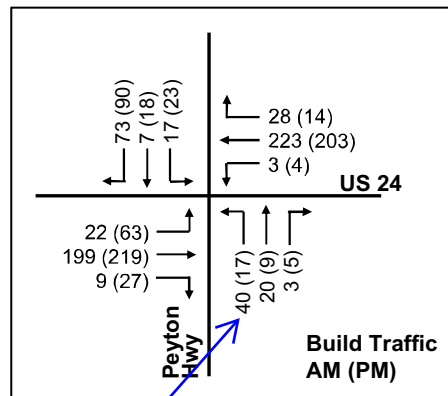 73 (90)
7 (18)
17 (23)
28 (14)
223 (203)
3 (4)
US 24
22 (63)
199 (219)
9 (27)
40 (17)
20 (9)
3 (5)
Peyton
Hwy
Build Traffic
AM (PM)